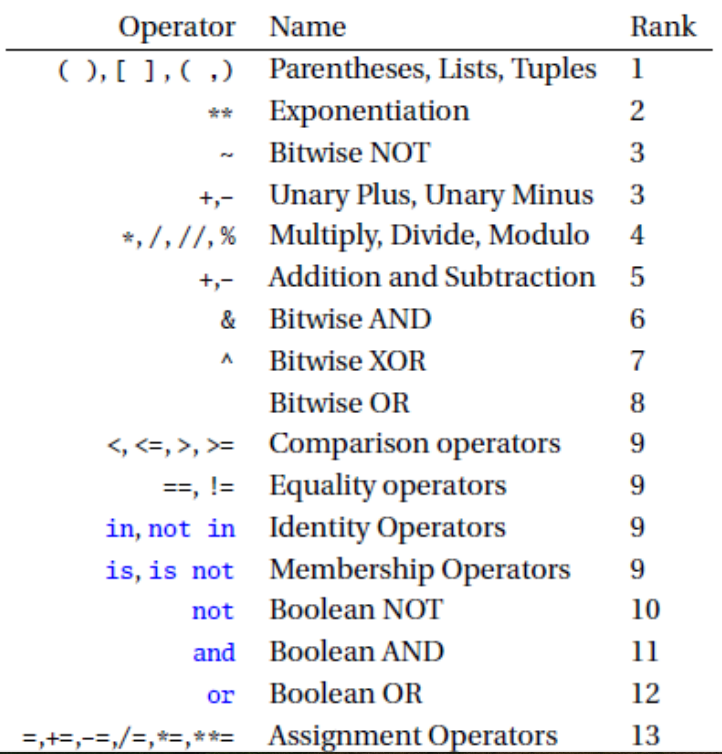 Operator Name Rank
( ),[ ],( ,) Parentheses, Lists, Tuples 1
** Exponentiation 2
~ Bitwise NOT 3
+,- Unary Plus, Unary Minus 3
*,/,//,% Multiply, Divide, Modulo 4
+,- Addition and Subtraction 5
& Bitwise AND 6
^ Bitwise XOR 7
Bitwise OR 8
<, <=, >, >= Comparison operators 9
==, != Equality operators 9
in,not in Identity Operators 9
is,is not Membership Operators 9
not Boolean NOT 10
and Boolean AND 11
or Boolean OR 12
=,+=,-=,/=,*=,**= Assignment Operators 13